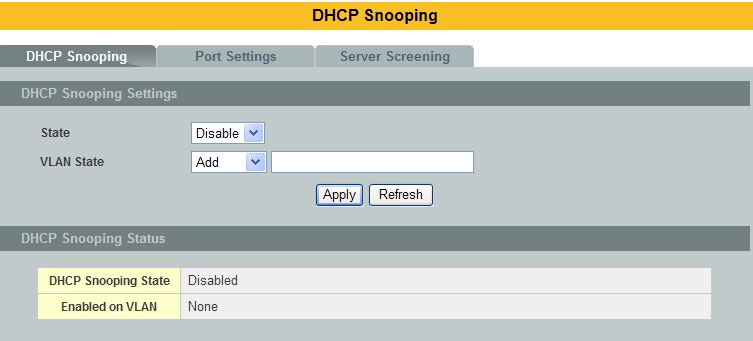 DHCP Snooping
DHCP Snooping Port Settings Server Screening
DHCP Snooping Settings
State Disable
VLAN State Add
Apply Refresh
DHCP Snooping Status
DHCP Snooping State Disabled
Enabled on VLAN None